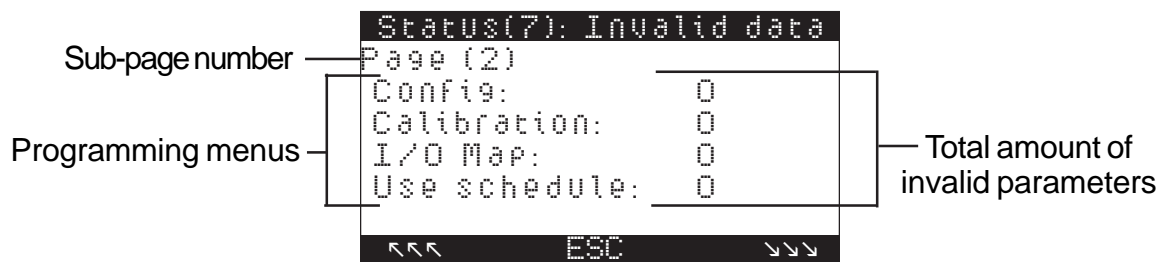 Status(7): Invalid data
Sub-page number
Page (2)
Config: 0
Calibration: 0
I/O Map: 0
Use schedule: 0
Programming menus
Total amount of
invalid parameters
↖↖↖ ESC ↘↘↘